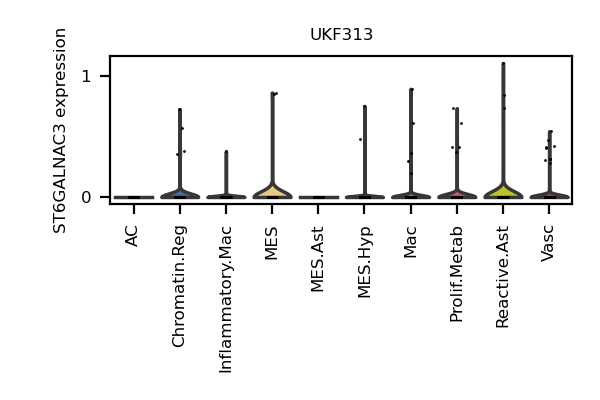 UKF313
ST6GALNAC3 expression
1
0
AC
Chromatin.Reg
Inflammatory.Mac
MES
MES.Ast
MES.Hyp
Mac
Prolif.Metab
Reactive.Ast
Vasc